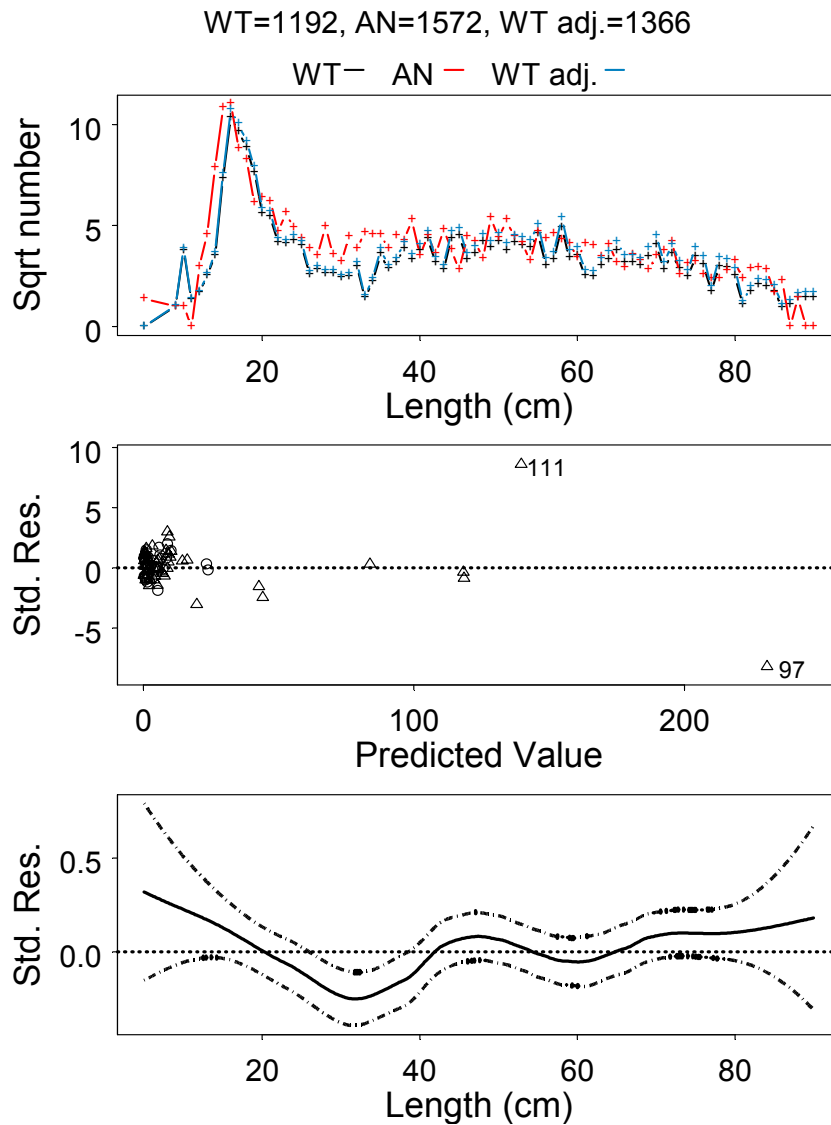 WT=1192, AN=1572, WT adj.=1366
WT AN WT adj.
Sqrt number
10
5
0
20 40 60 80
Length (cm)
Std. Res.
10
5
0
-5
111
97
0 100 200
Predicted Value
Std. Res.
0.5
0.0
20 40 60 80
Length (cm)